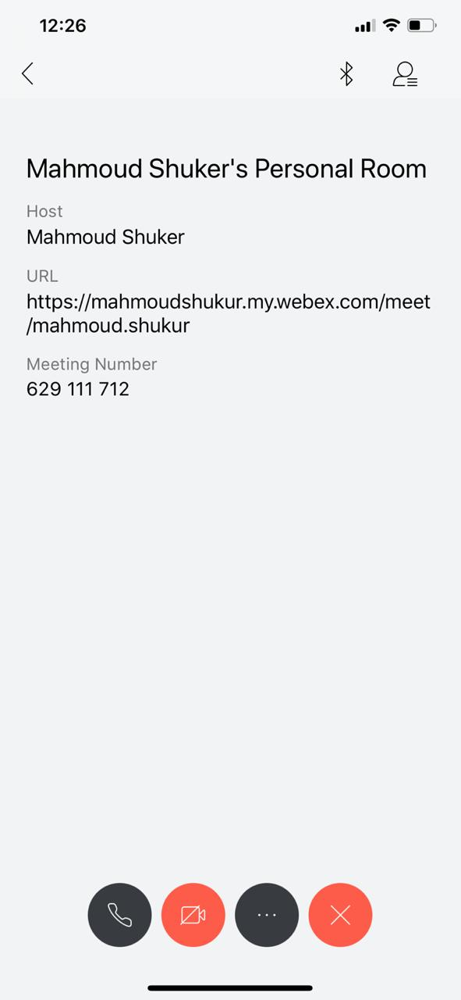 12:26
Mahmoud Shuker's Personal Room
Host
Mahmoud Shuker
URL
https://mahmoudshukur.my.webex.com/meet
/mahmoud.shukur
Meeting Number
629 111 712